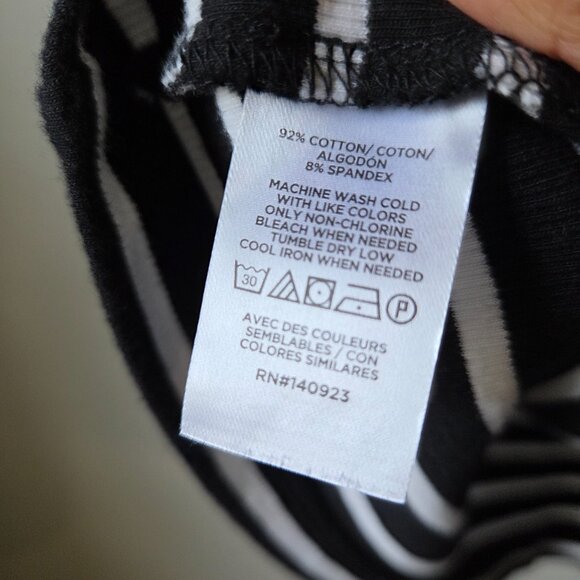 92% COTTON/ COTON/
ALGODÓN
8% SPANDEX
MACHINE WASH COLD
WITH LIKE COLORS
ONLY NON-CHLORINE
BLEACH WHEN NEEDED
TUMBLE DRY LOW
COOL IRON WHEN NEEDED
30 P
AVEC DES COULEURS
SEMBLABLES / CON
COLORES SIMILARES
RN#140923